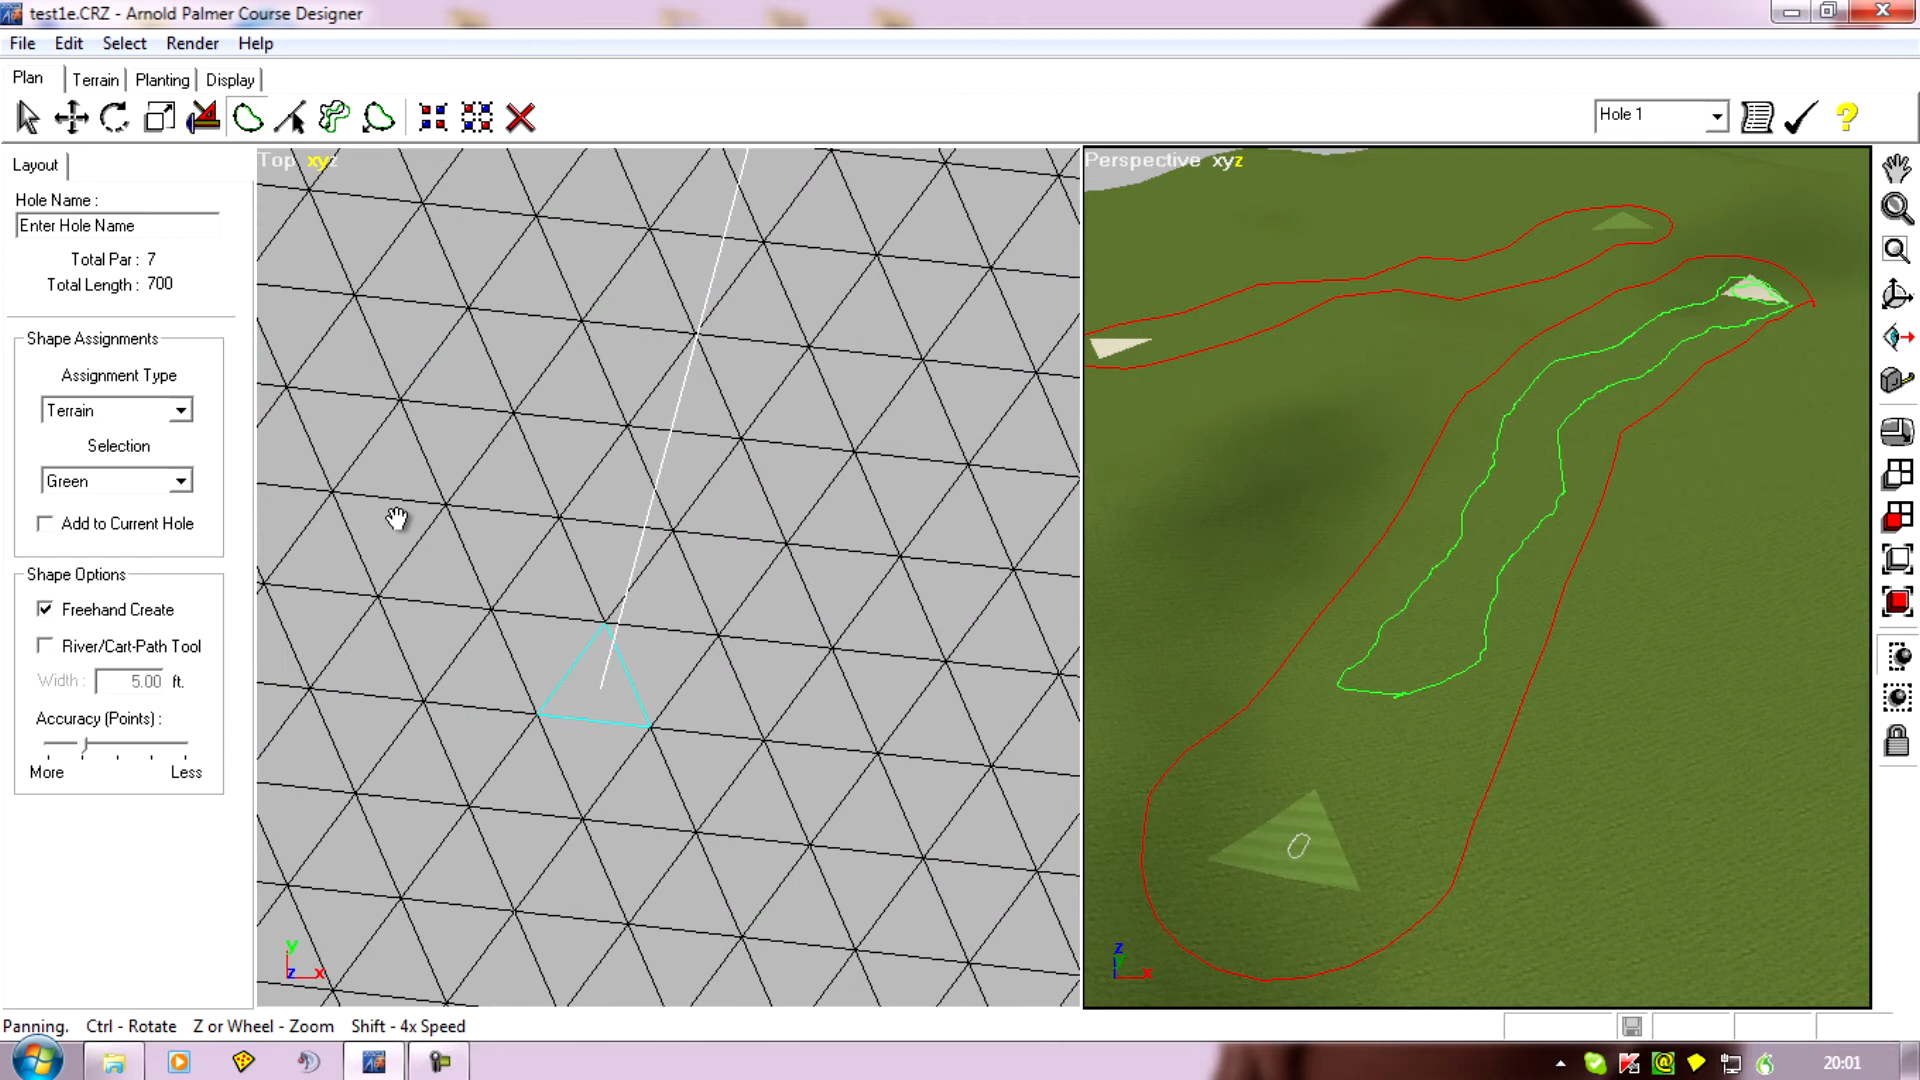 test1e.CRZ - Arnold Palmer Course Designer
File Edit Select Render Help
Plan Terrain Planting Display
Hole 1
?
Layout
Hole Name :
Enter Hole Name
Total Par : 7
Total Length : 700
Shape Assignments
Assignment Type
Terrain
Selection
Green
Add to Current Hole
Shape Options
Freehand Create
River/Cart-Path Tool
Width : 5.00 ft.
Accuracy (Points) :
More Less
Top xyz
y
z x
Perspective xyz
z
y
x
Panning. Ctrl - Rotate Z or Wheel - Zoom Shift - 4x Speed
20:01